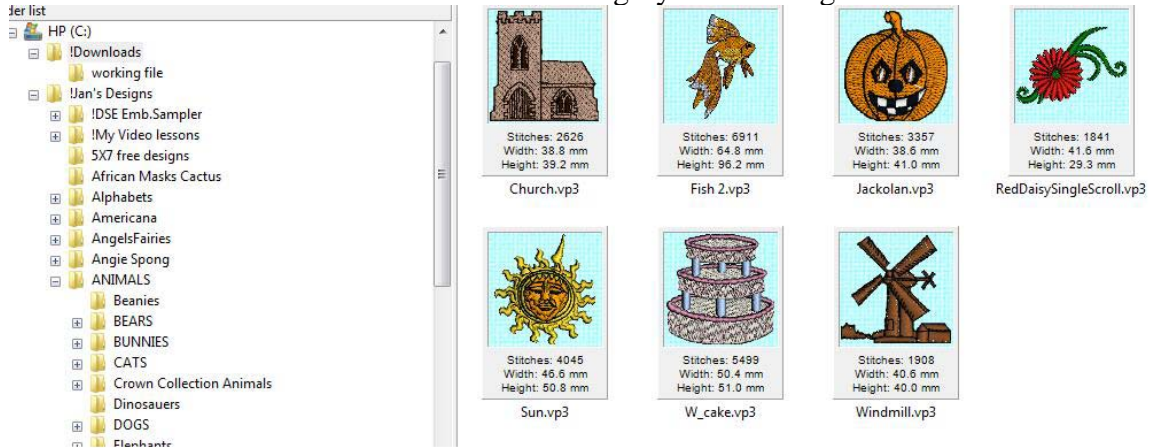 der list
HP (C:)
!Downloads
working file
!Jan's Designs
!DSE Emb.Sampler
!My Video lessons
5X7 free designs
African Masks Cactus
Alphabets
Americana
AngelsFairies
Angie Spong
ANIMALS
Beanies
BEARS
BUNNIES
CATS
Crown Collection Animals
Dinosauers
DOGS
Elephants
Stitches: 2626
Width: 38.8 mm
Height: 39.2 mm
Church.vp3
Stitches: 6911
Width: 64.8 mm
Height: 96.2 mm
Fish 2.vp3
Stitches: 3357
Width: 38.6 mm
Height: 41.0 mm
Jackolan.vp3
Stitches: 1841
Width: 41.6 mm
Height: 29.3 mm
RedDaisySingleScroll.vp3
Stitches: 4045
Width: 46.6 mm
Height: 50.8 mm
Sun.vp3
Stitches: 5499
Width: 50.4 mm
Height: 51.0 mm
W_cake.vp3
Stitches: 1908
Width: 40.6 mm
Height: 40.0 mm
Windmill.vp3